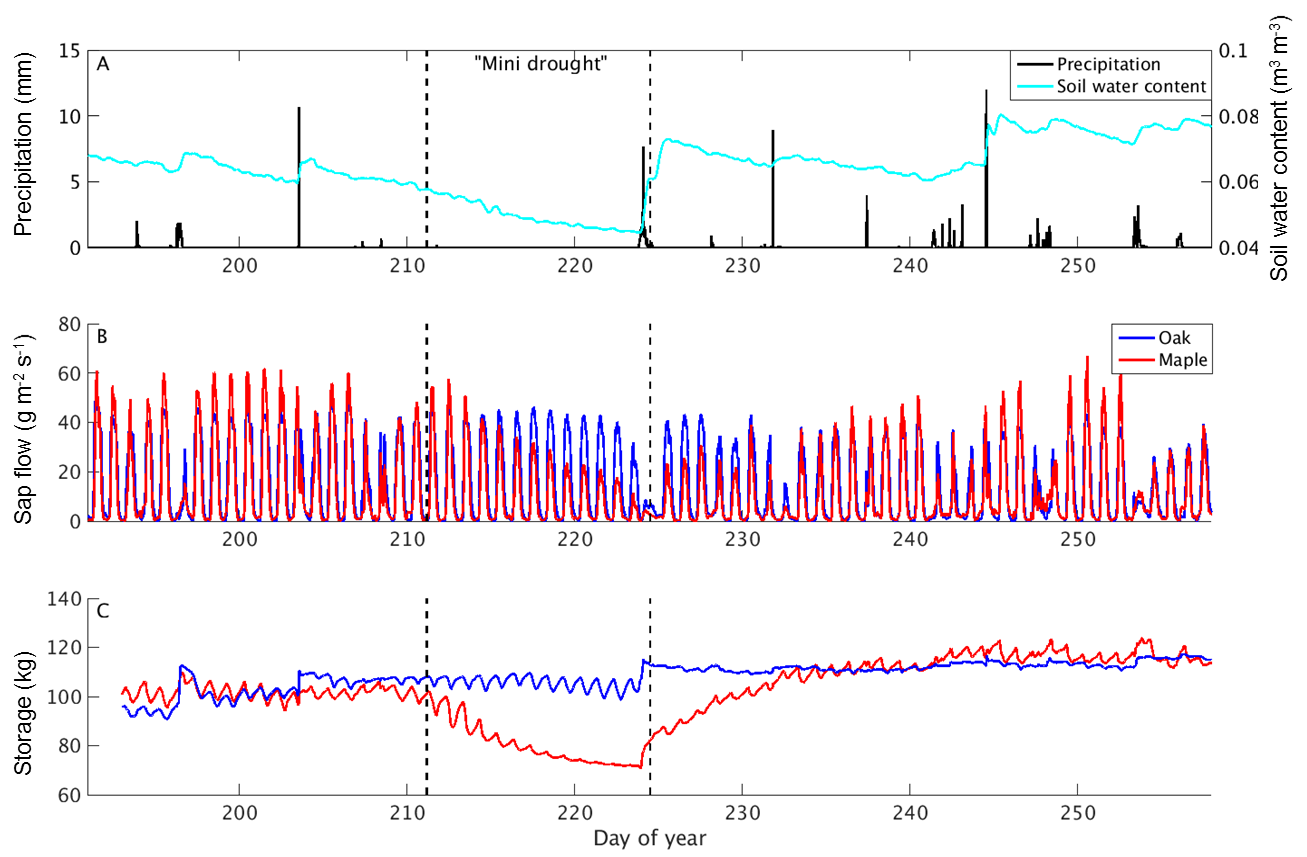 A
"Mini drought"
Precipitation
Soil water content
Precipitation (mm)
15
10
5
0
Soil water content (m³ m⁻³)
0.1
0.08
0.06
0.04
200 210 220 230 240 250
B
Oak
Maple
Sap flow (g m⁻² s⁻¹)
80
60
40
20
0
200 210 220 230 240 250
C
Storage (kg)
140
120
100
80
60
200 210 220 230 240 250
Day of year